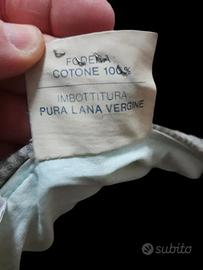 FODERA
COTONE 100%
IMBOTTITURA
PURA LANA VERGINE
subito